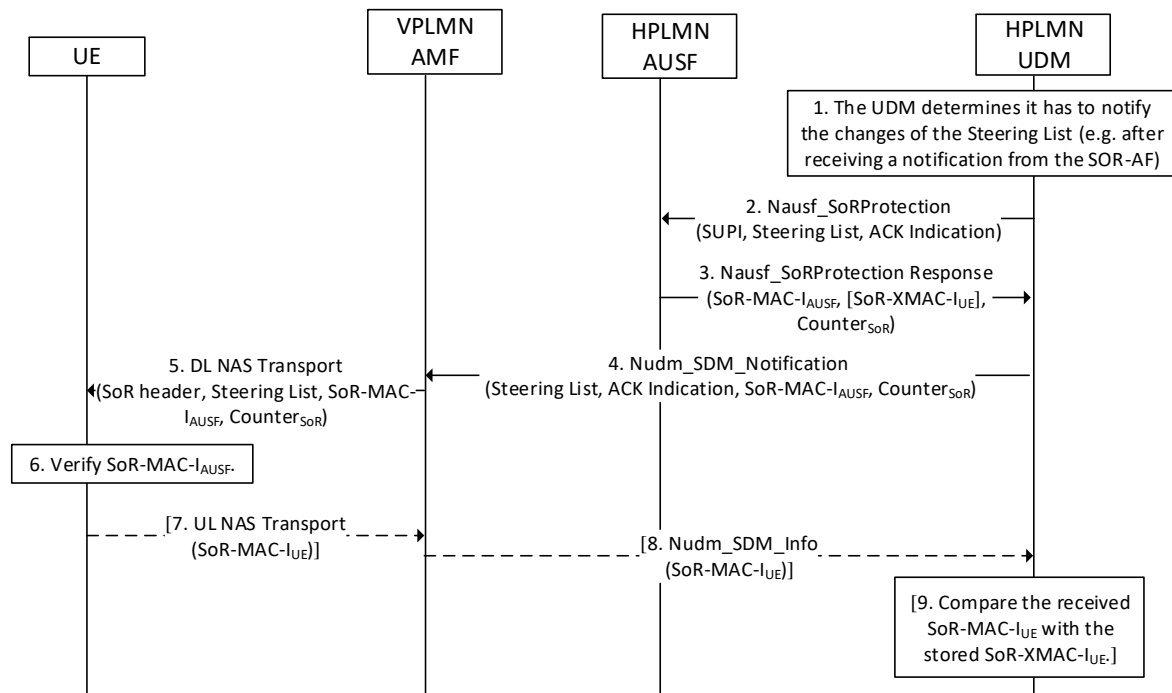 UE
VPLMN
AMF
HPLMN
AUSF
HPLMN
UDM
1. The UDM determines it has to notify
the changes of the Steering List (e.g. after
receiving a notification from the SOR-AF)
2. Nausf_SoRProtection
(SUPI, Steering List, ACK Indication)
3. Nausf_SoRProtection Response
(SoR-MAC-IAUSF, [SoR-XMAC-IUE],
CounterSoR)
4. Nudm_SDM_Notification
(Steering List, ACK Indication, SoR-MAC-IAUSF, CounterSoR)
5. DL NAS Transport
(SoR header, Steering List, SoR-MAC-
IAUSF, CounterSoR)
6. Verify SoR-MAC-IAUSF.
[7. UL NAS Transport
(SoR-MAC-IUE)]
[8. Nudm_SDM_Info
(SoR-MAC-IUE)]
[9. Compare the received
SoR-MAC-IUE with the
stored SoR-XMAC-IUE.]